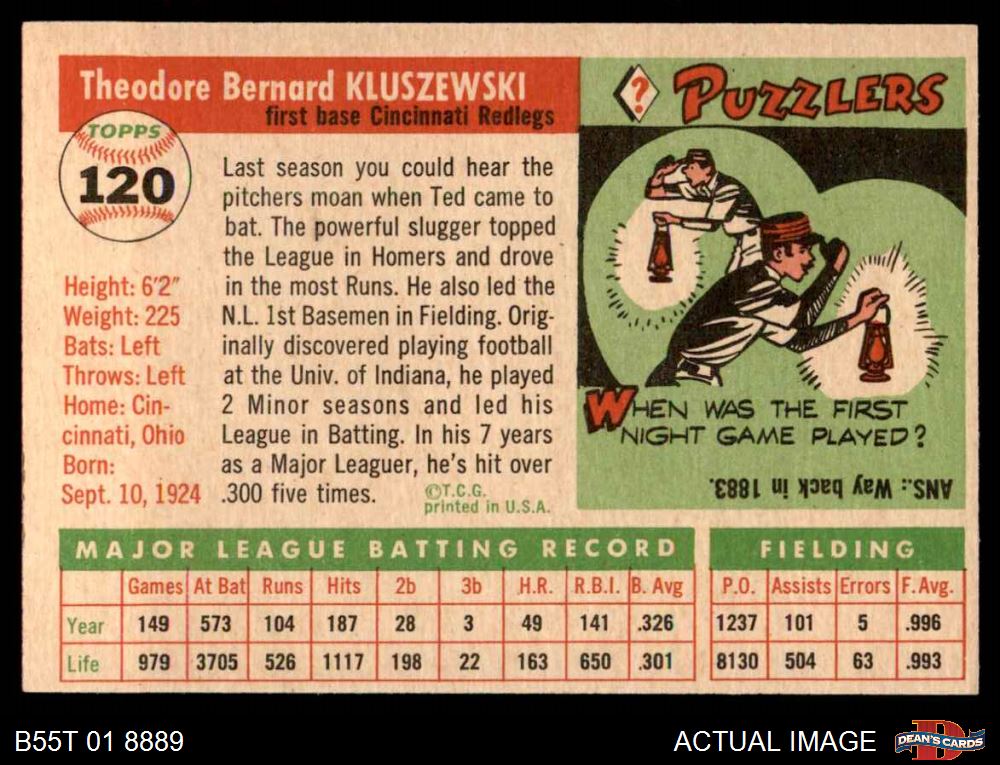 Theodore Bernard KLUSZEWSKI
first base Cincinnati Redlegs
TOPPS
120
Height: 6'2"
Weight: 225
Bats: Left
Throws: Left
Home: Cin-
cinnati, Ohio
Born:
Sept. 10, 1924
Last season you could hear the
pitchers moan when Ted came to
bat. The powerful slugger topped
the League in Homers and drove
in the most Runs. He also led the
N.L. 1st Basemen in Fielding. Orig-
inally discovered playing football
at the Univ. of Indiana, he played
2 Minor seasons and led his
League in Batting. In his 7 years
as a Major Leaguer, he's hit over
.300 five times.
©T.C.G.
printed in U.S.A.
? PUZZLERS
WHEN WAS THE FIRST
NIGHT GAME PLAYED?
ANS.: Way back in 1883.
MAJOR LEAGUE BATTING RECORD
Games At Bat Runs Hits 2b 3b H.R. R.B.I. B. Avg
Year 149 573 104 187 28 3 49 141 .326
Life 979 3705 526 1117 198 22 163 650 .301
FIELDING
P.O. Assists Errors F. Avg.
1237 101 5 .996
8130 504 63 .993
B55T 01 8889
ACTUAL IMAGE
DEAN'S CARDS